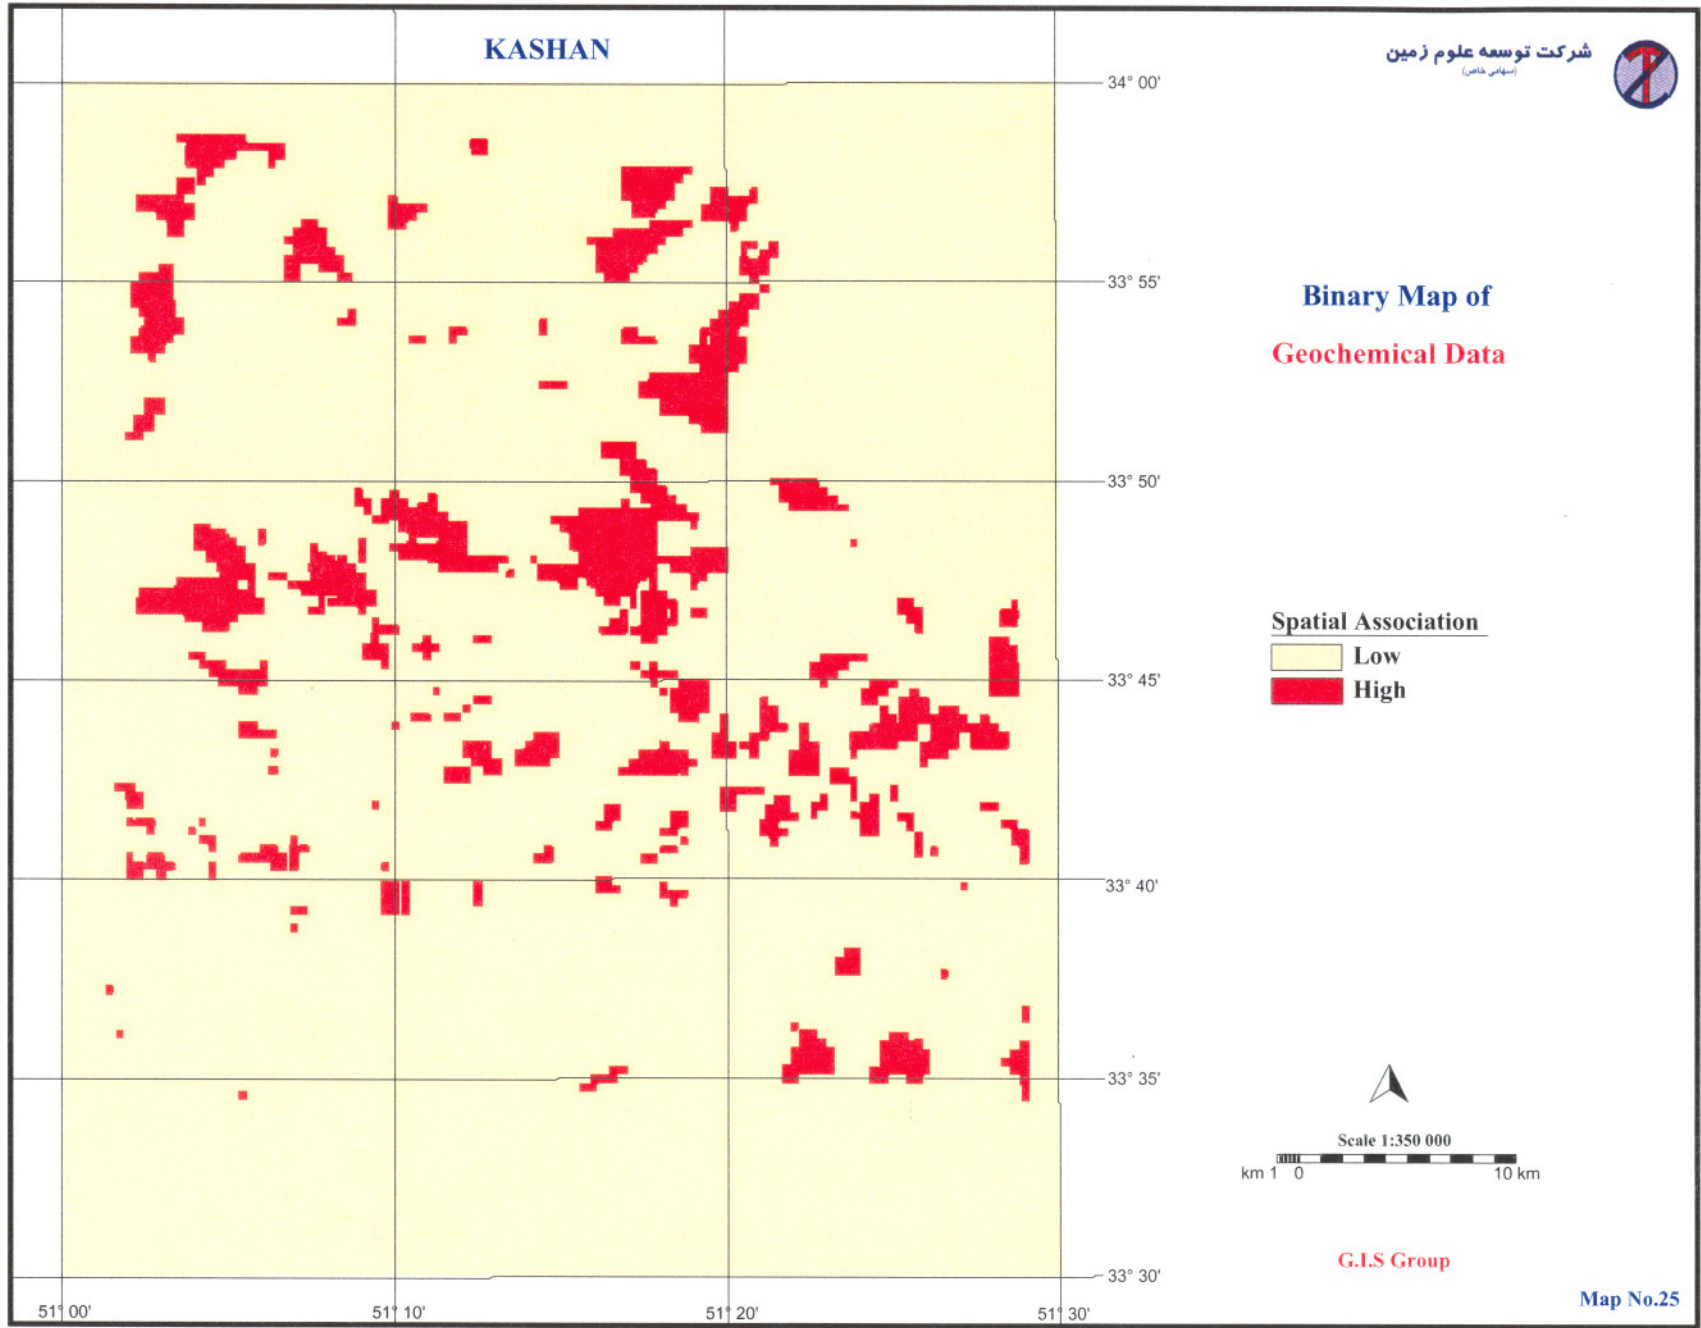 KASHAN
شرکت توسعه علوم زمین
(سهامی خاص)
34° 00'
33° 55'
Binary Map of
Geochemical Data
33° 50'
Spatial Association
Low
High
33° 45'
33° 40'
33° 35'
Scale 1:350 000
km 1 0 10 km
G.I.S Group
33° 30'
Map No.25
51° 00' 51° 10' 51° 20' 51° 30'